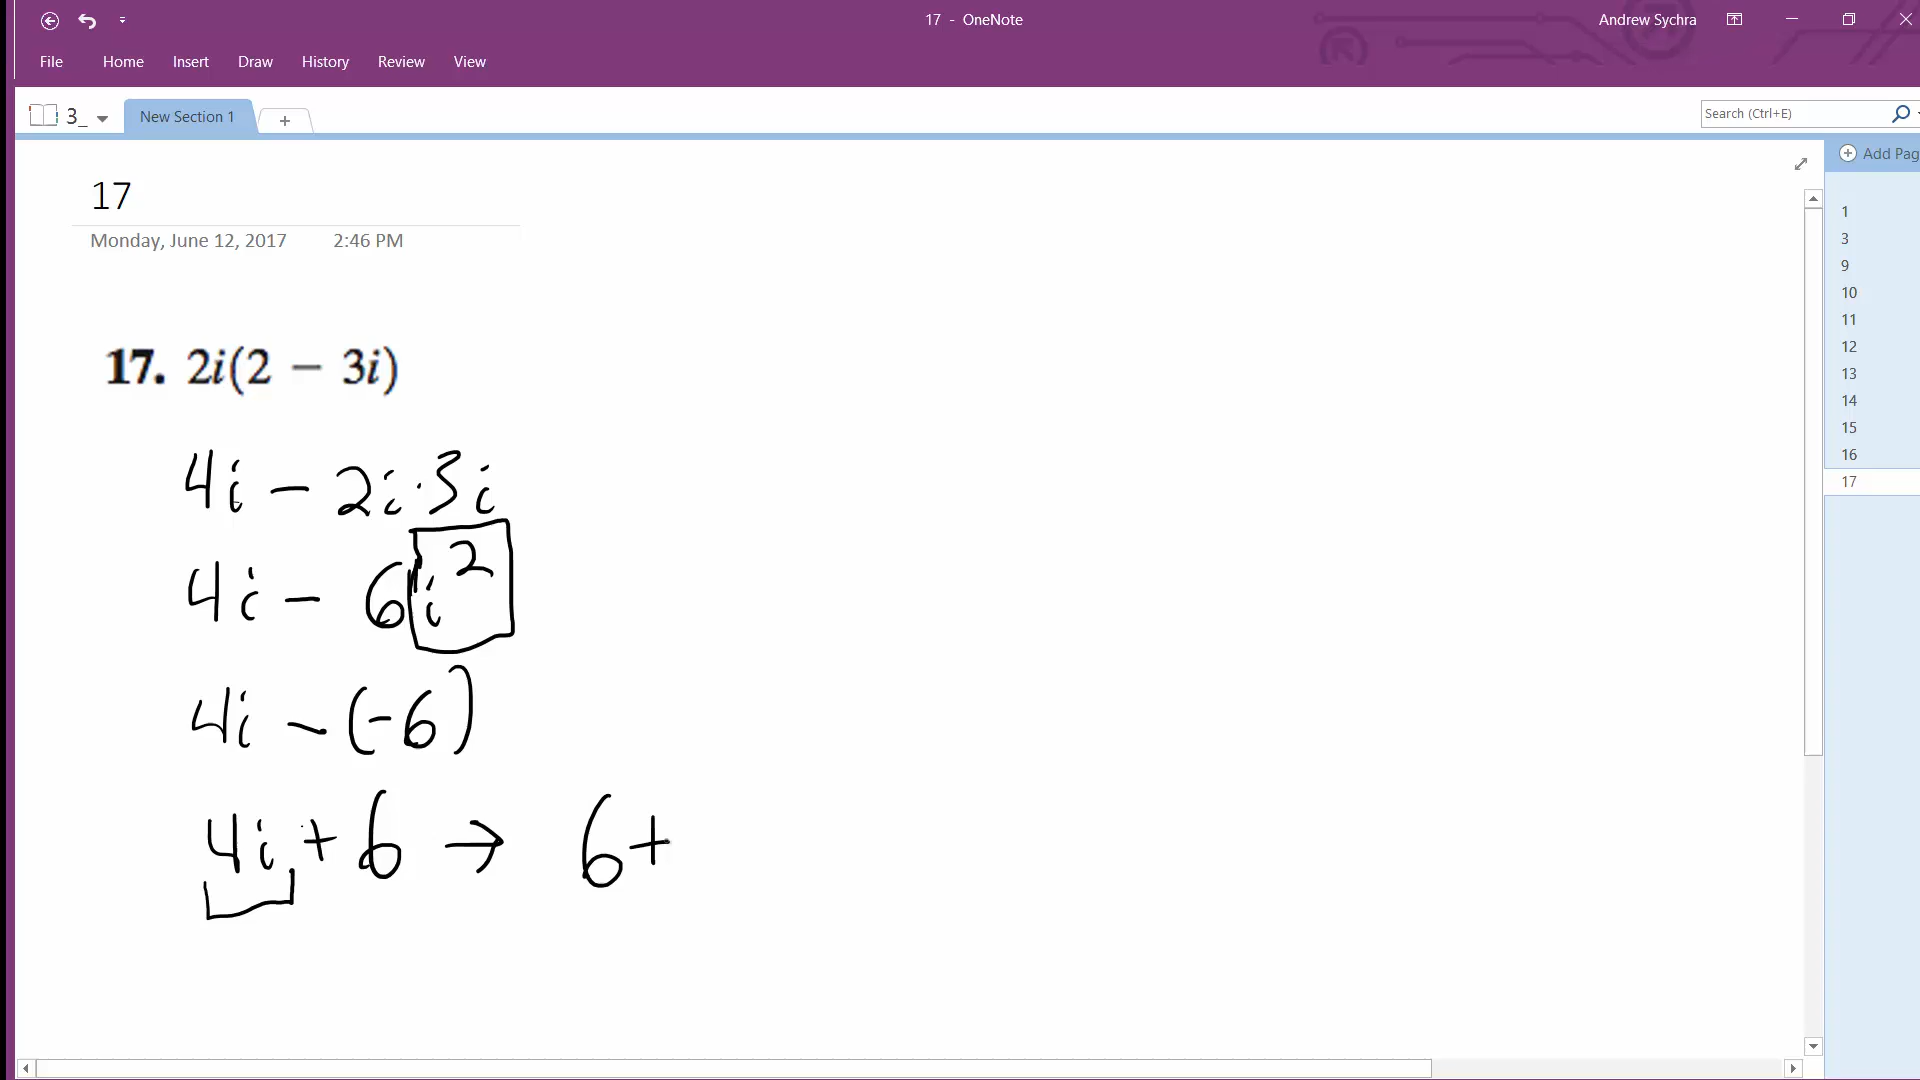 17 - OneNote
Andrew Sychra
File Home Insert Draw History Review View
3_
New Section 1
+
Search (Ctrl+E)
Add Pag
17
Monday, June 12, 2017 2:46 PM
17. 2i(2 − 3i)
4i − 2i·3i
4i − 6i²
4i − (−6)
4i + 6 → 6 +
1
3
9
10
11
12
13
14
15
16
17